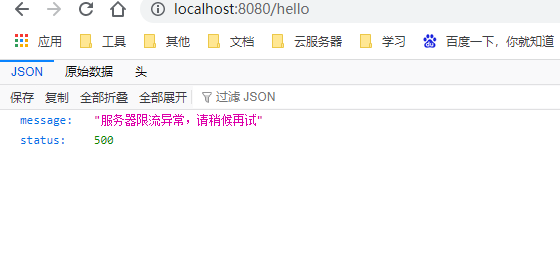 localhost:8080/hello
应用 工具 其他 文档 云服务器 学习 百度一下，你就知道
JSON 原始数据 头
保存 复制 全部折叠 全部展开 过滤 JSON
message: "服务器限流异常，请稍候再试"
status: 500